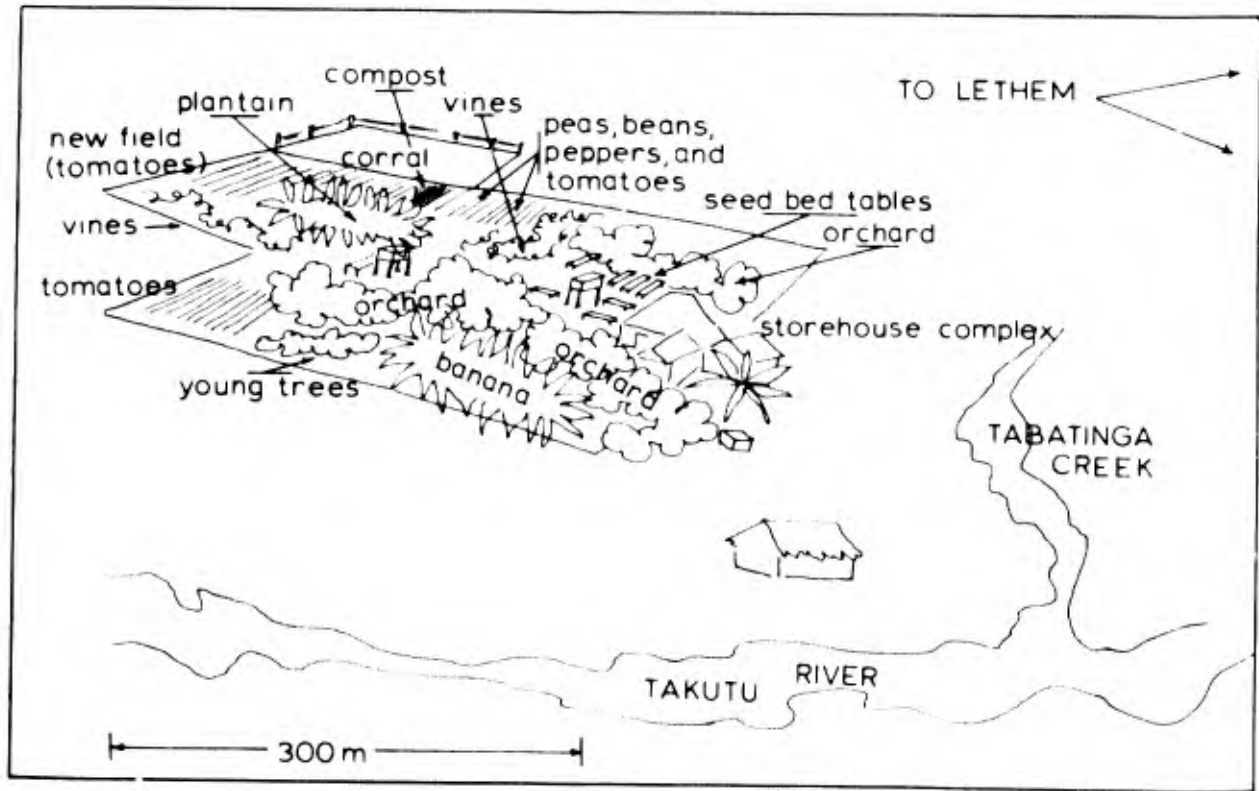 compost
plantain
vines
TO LETHEM
new field
(tomatoes)
corral
peas, beans,
peppers, and
tomatoes
seed bed tables
orchard
vines
tomatoes
orchard
storehouse complex
orchard
banana
young trees
TABATINGA
CREEK
TAKUTU RIVER
300 m